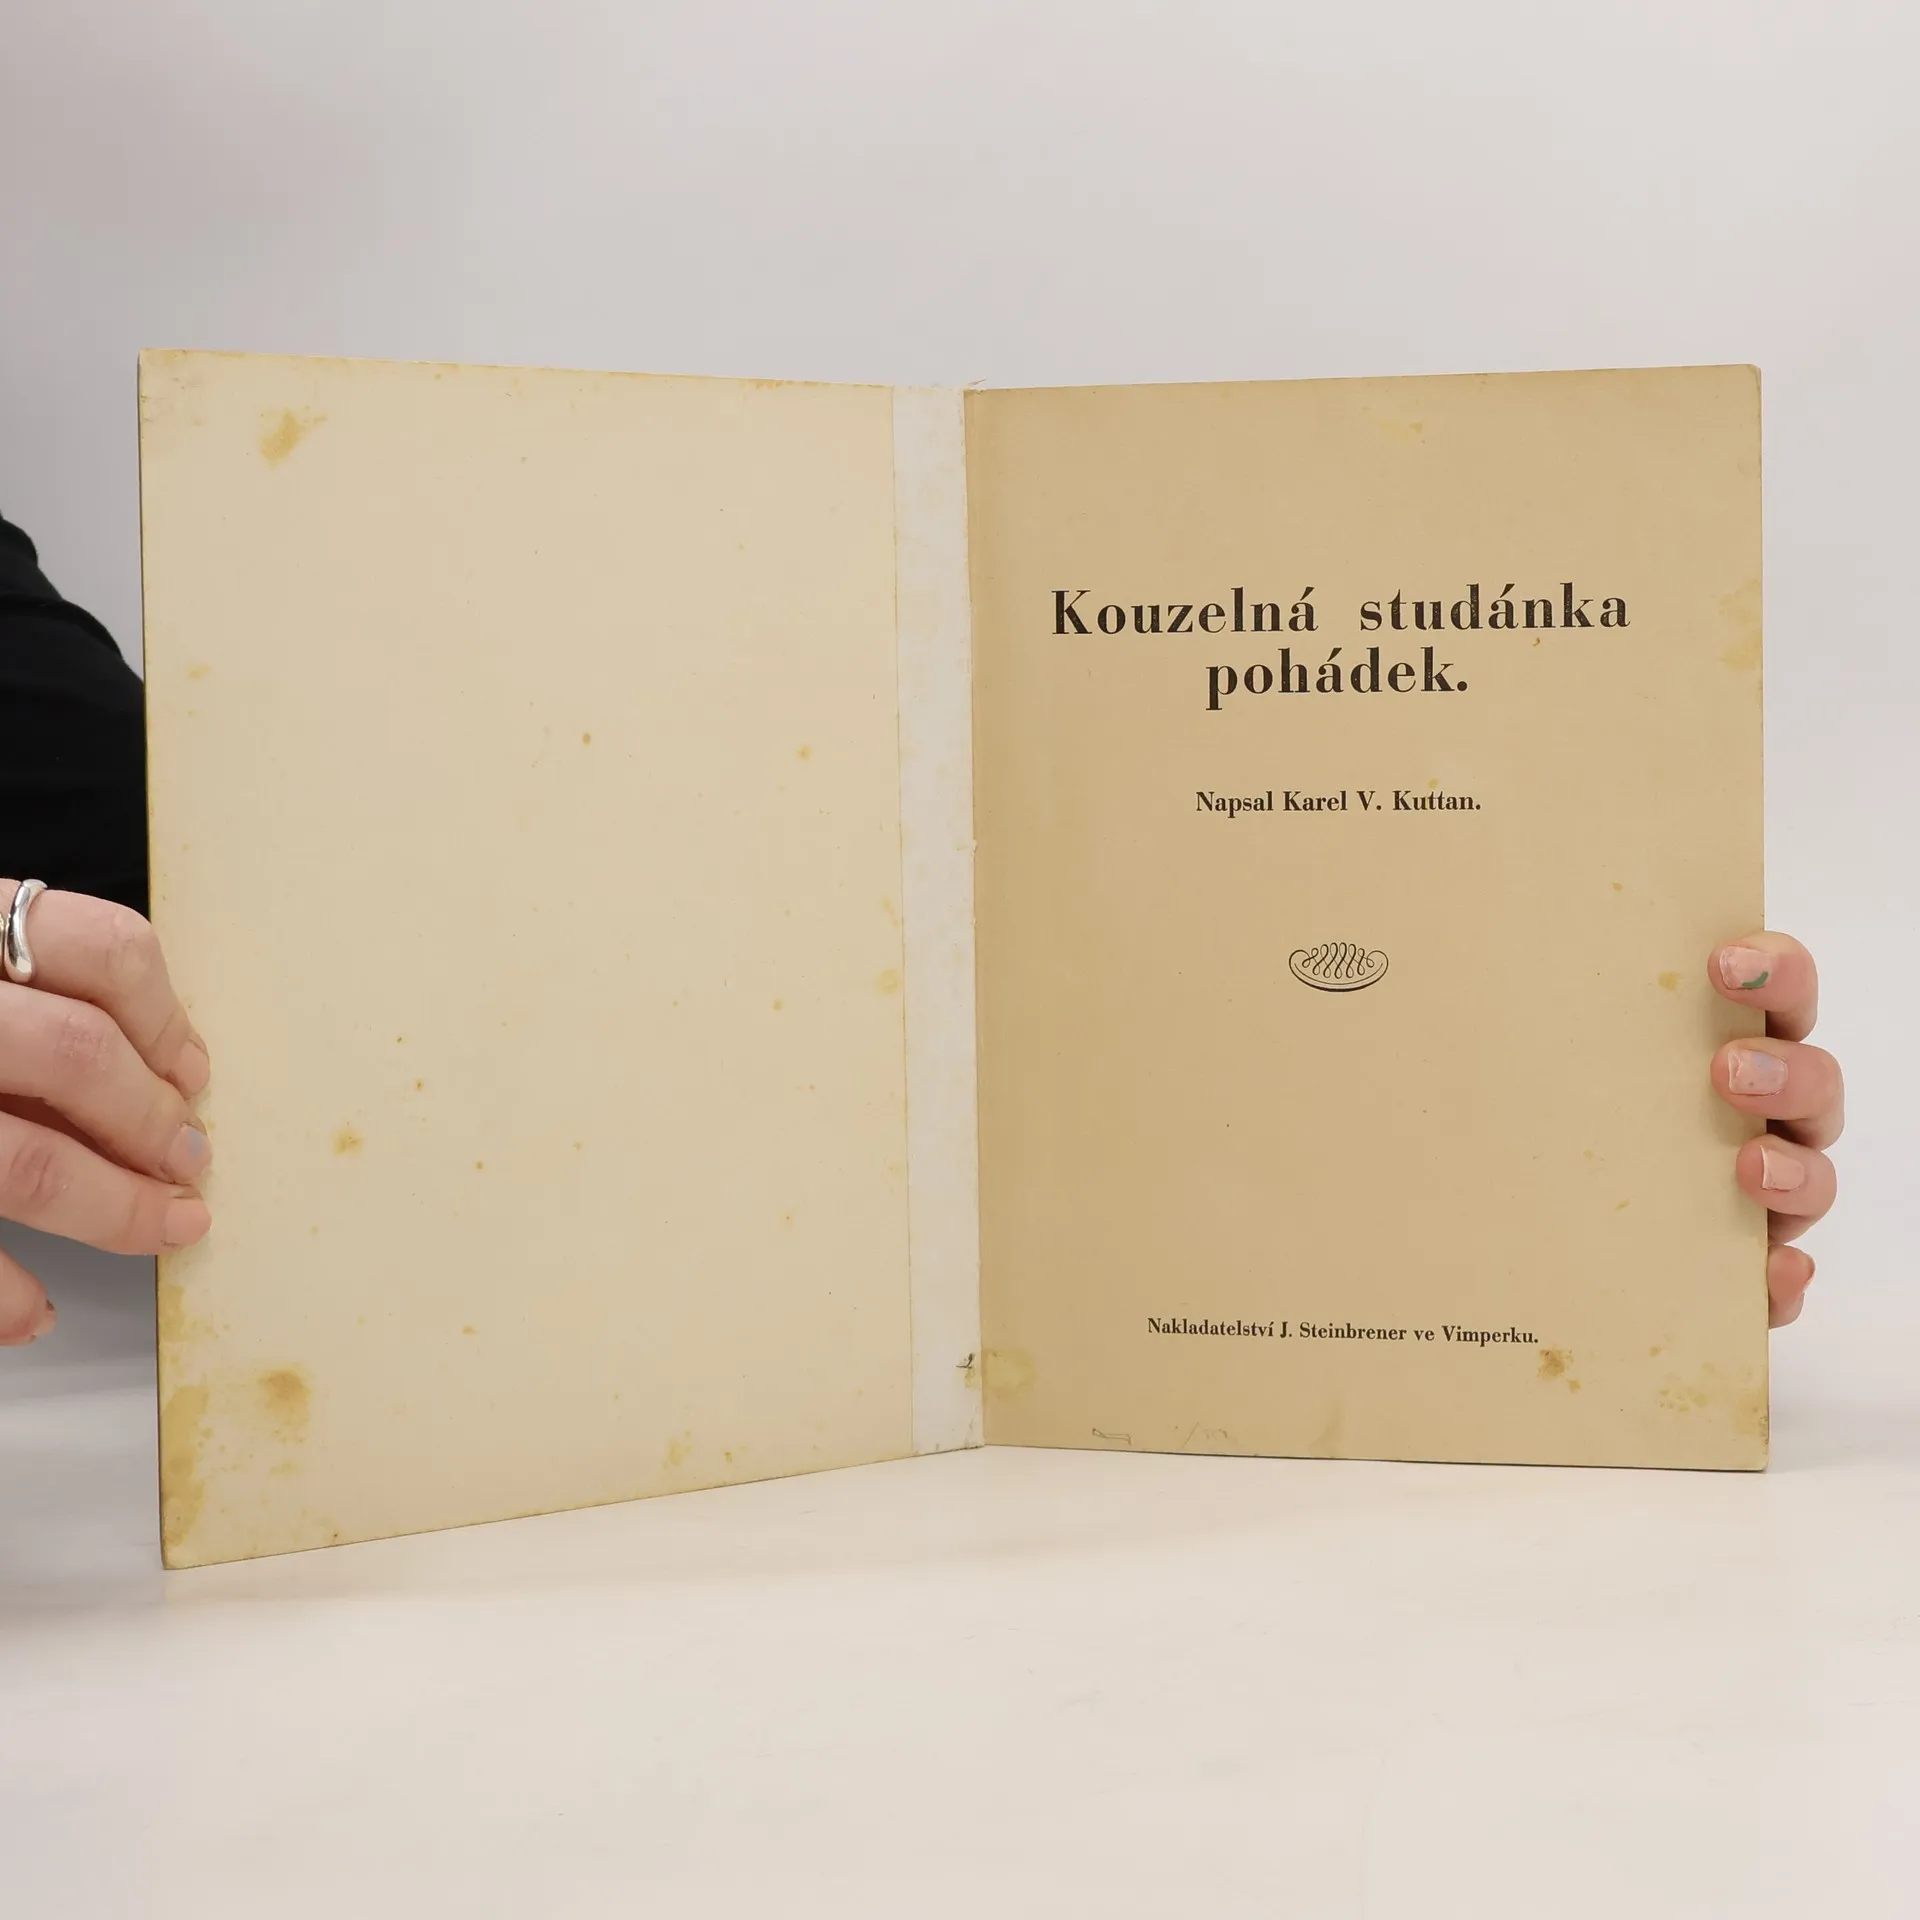 Kouzelná studánka
pohádek.
Napsal Karel V. Kuttan.
Nakladatelství J. Steinbrener ve Vimperku.